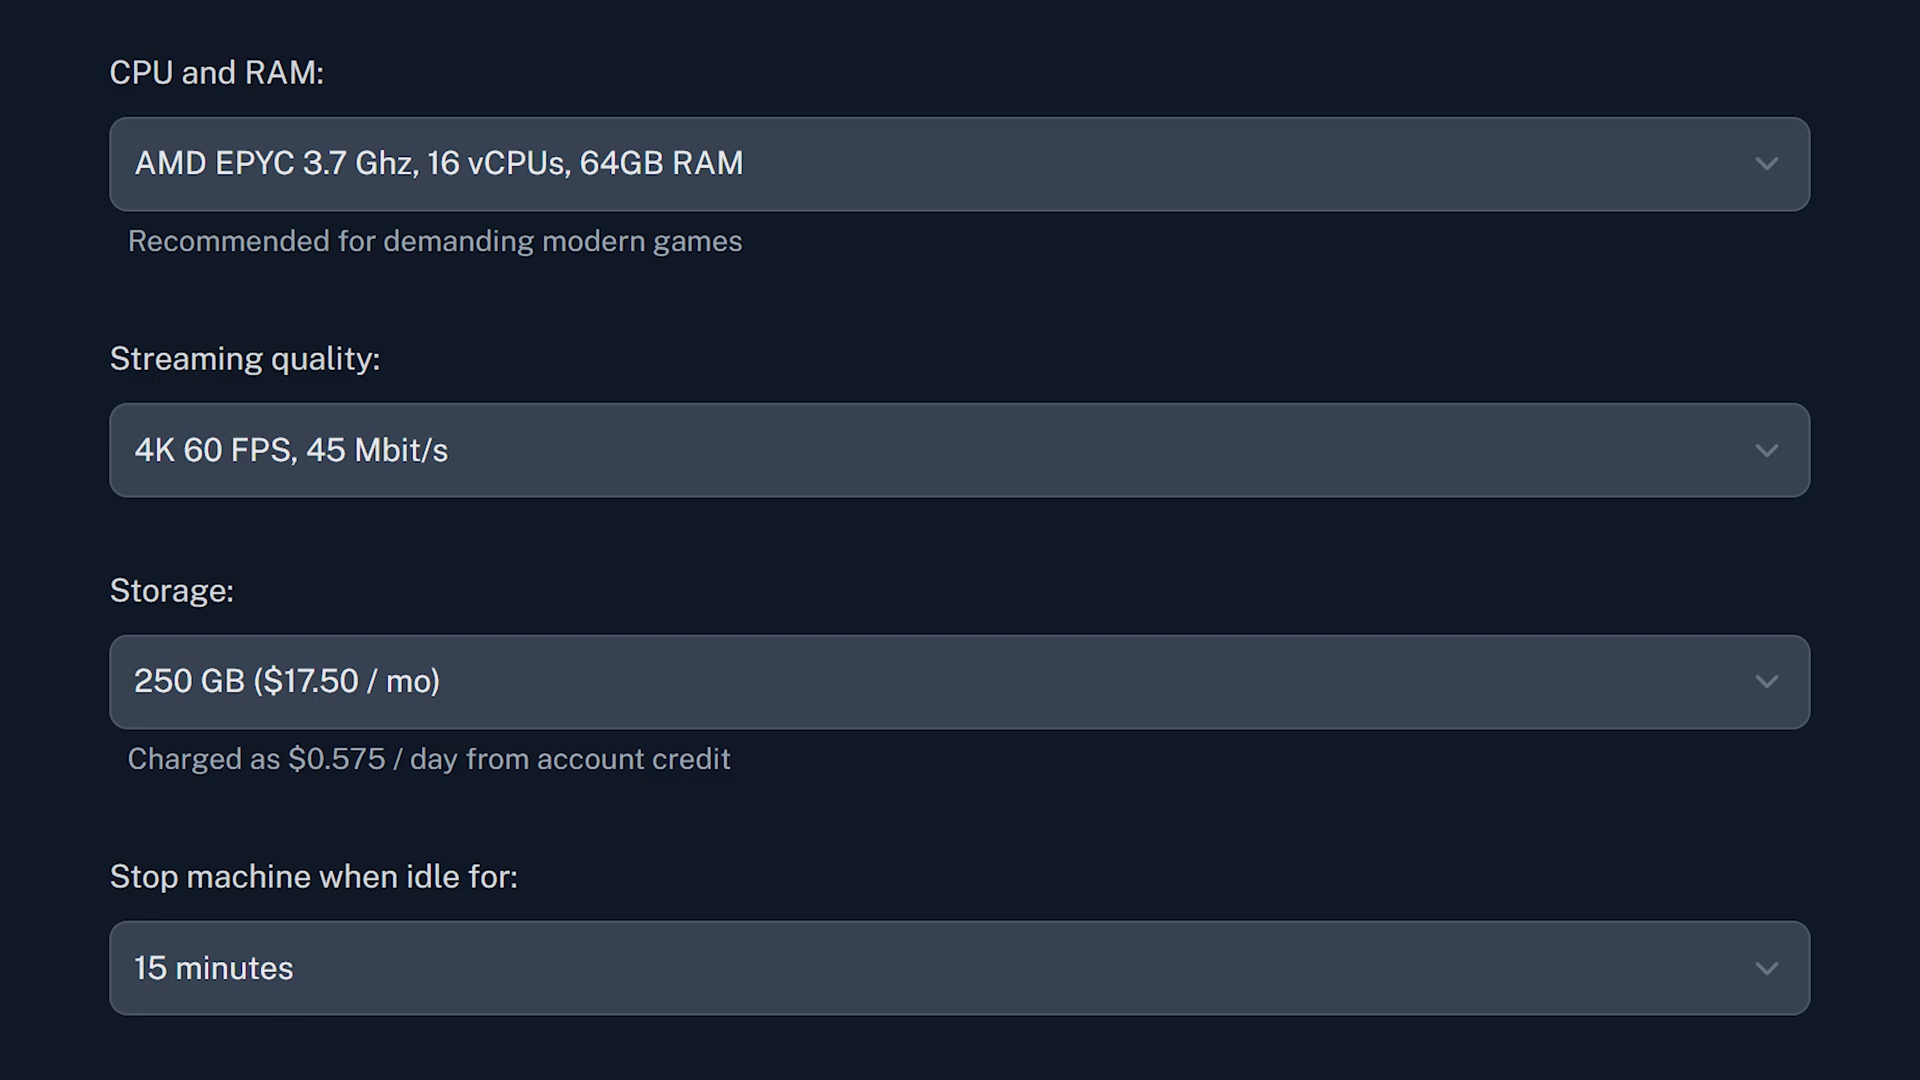 CPU and RAM:
AMD EPYC 3.7 Ghz, 16 vCPUs, 64GB RAM
Recommended for demanding modern games
Streaming quality:
4K 60 FPS, 45 Mbit/s
Storage:
250 GB ($17.50 / mo)
Charged as $0.575 / day from account credit
Stop machine when idle for:
15 minutes